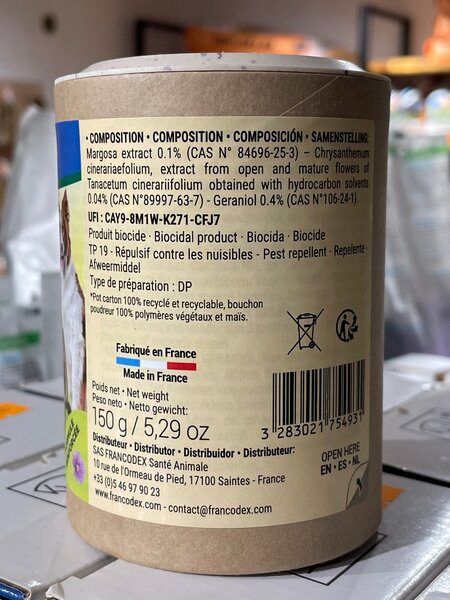 • COMPOSITION • COMPOSITION • COMPOSICIÓN • SAMENSTELLING:
Margosa extract 0.1% (CAS N° 84696-25-3) – Chrysanthemum
cinerariaefolium, extract from open and mature flowers of
Tanacetum cinerariifolium obtained with hydrocarbon solvents
0.04% (CAS N°89997-63-7) - Geraniol 0.4% (CAS N°106-24-1).
UFI : CAY9-8M1W-K271-CFJ7
Produit biocide · Biocidal product · Biocida · Biocide
TP 19 - Répulsif contre les nuisibles - Pest repellent - Repelente -
Afweermiddel
Type de préparation : DP
*Pot carton 100% recyclé et recyclable, bouchon
poudreur 100% polymères végétaux et maïs.
Fabriqué en France
Made in France
Poids net • Net weight
Peso neto • Netto gewicht:
150 g / 5,29 oz
3 283021 754931
Distributeur • Distributor • Distribuidor • Distributeur:
SAS FRANCODEX Santé Animale
10 rue de l'Ormeau de Pied, 17100 Saintes - France
+33 (0)5 46 97 90 23
www.francodex.com - contact@francodex.com
OPEN HERE
EN • ES • NL